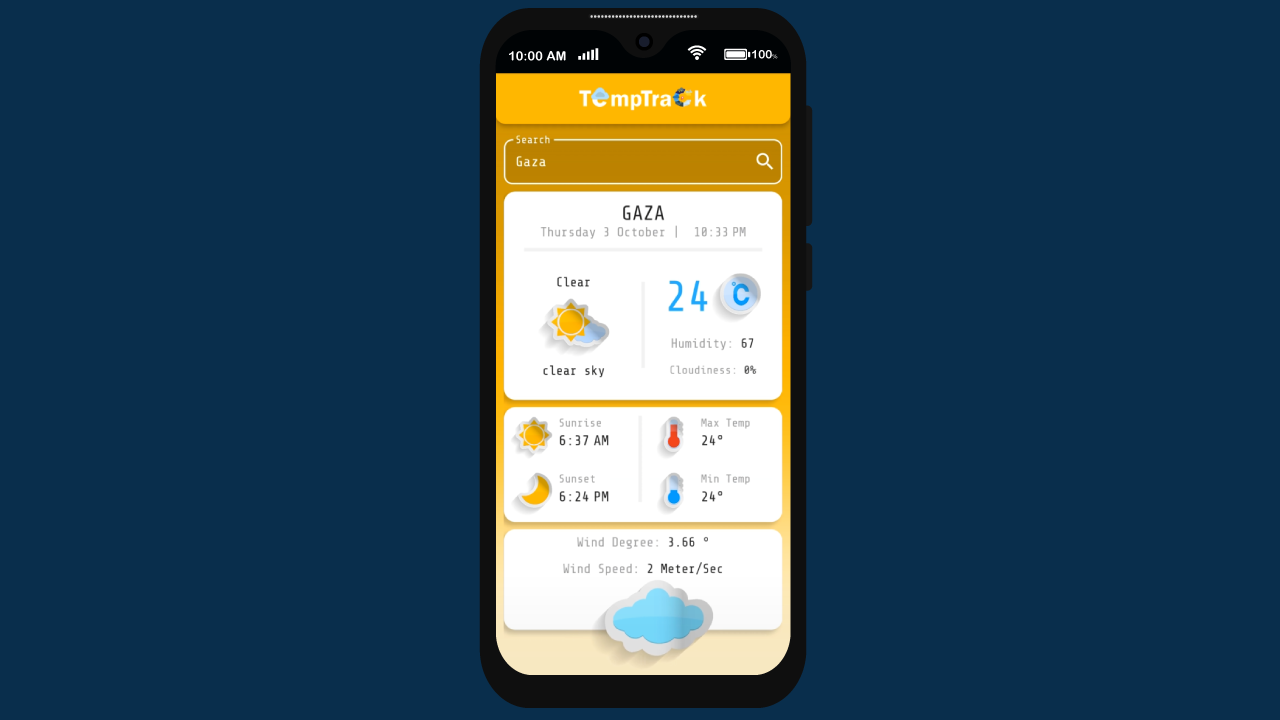 10:00 AM 100%
TempTrack
Search
Gaza
GAZA
Thursday 3 October | 10:33 PM
Clear
24 °C
Humidity: 67
clear sky
Cloudiness: 0%
Sunrise
6:37 AM
Max Temp
24°
Sunset
6:24 PM
Min Temp
24°
Wind Degree: 3.66 °
Wind Speed: 2 Meter/Sec